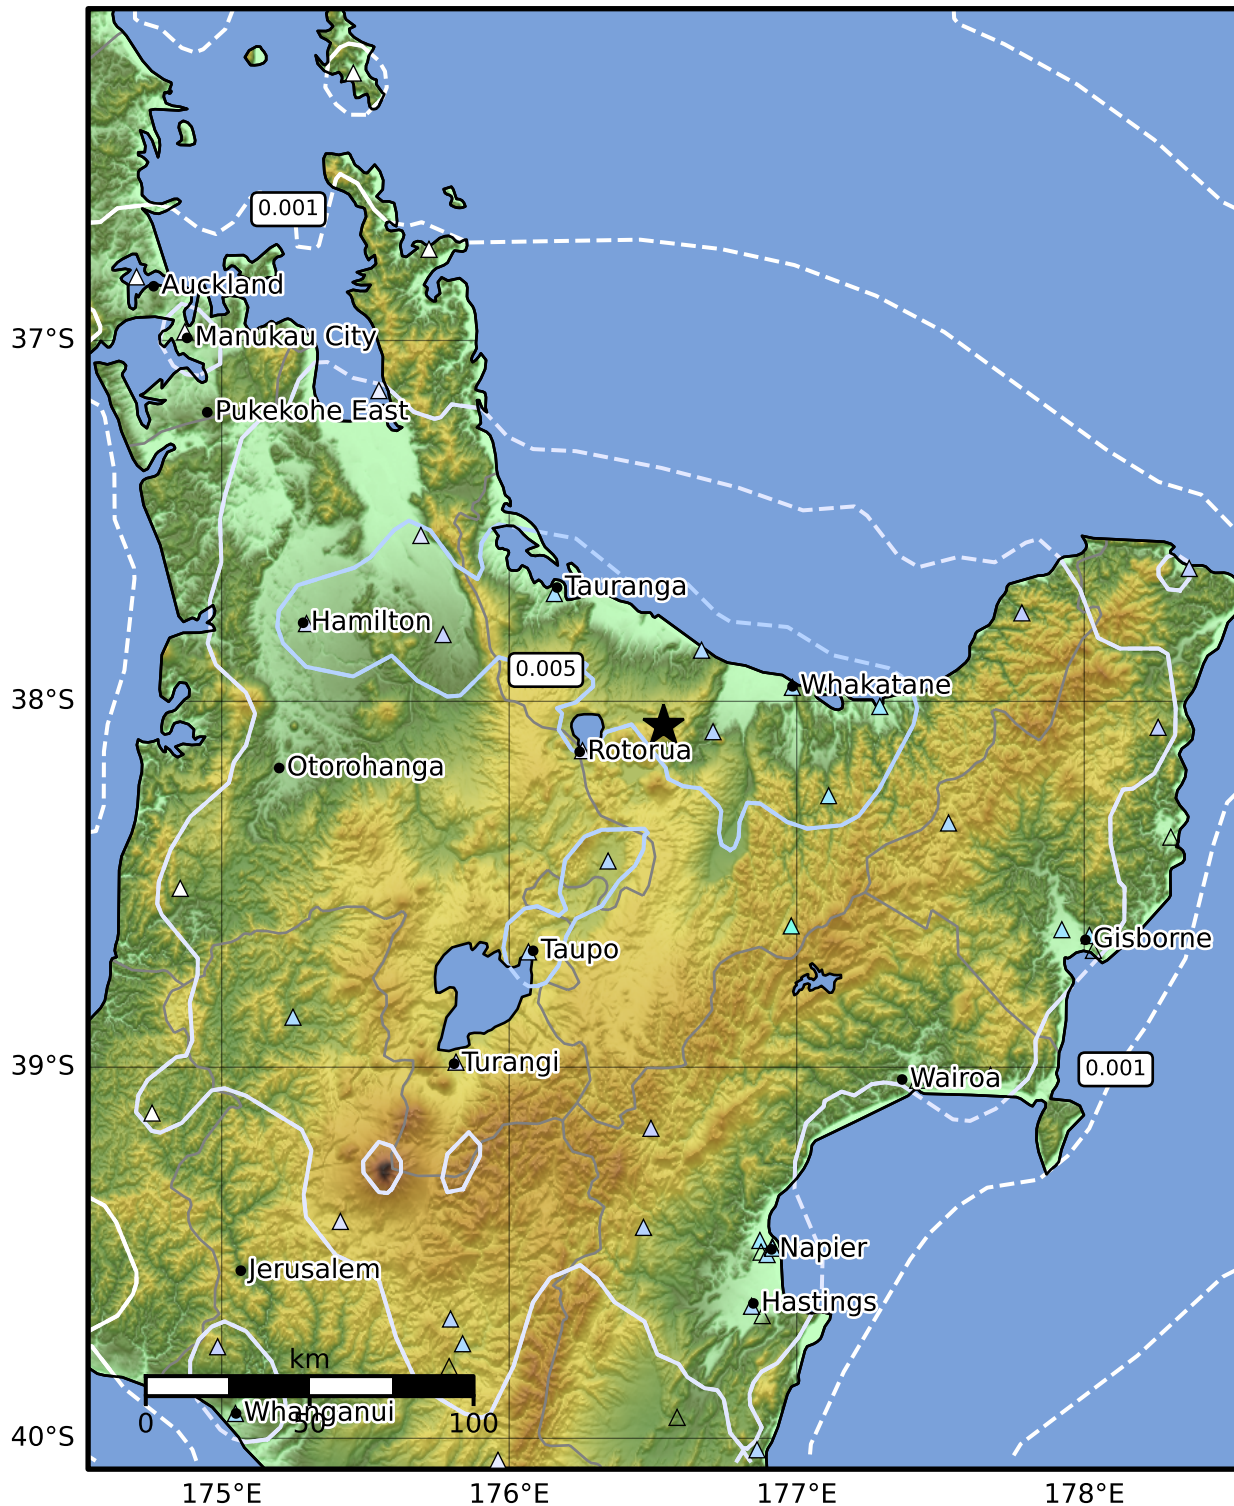 0.001
Auckland
Manukau City
37°S
Pukekohe East
Tauranga
Hamilton
0.005
Whakatane
38°S
Rotorua
Otorohanga
Gisborne
Taupo
Turangi
39°S
0.001
Wairoa
Napier
Jerusalem
Hastings
km
Whanganui
0 50 100
40°S
175°E 176°E 177°E 178°E